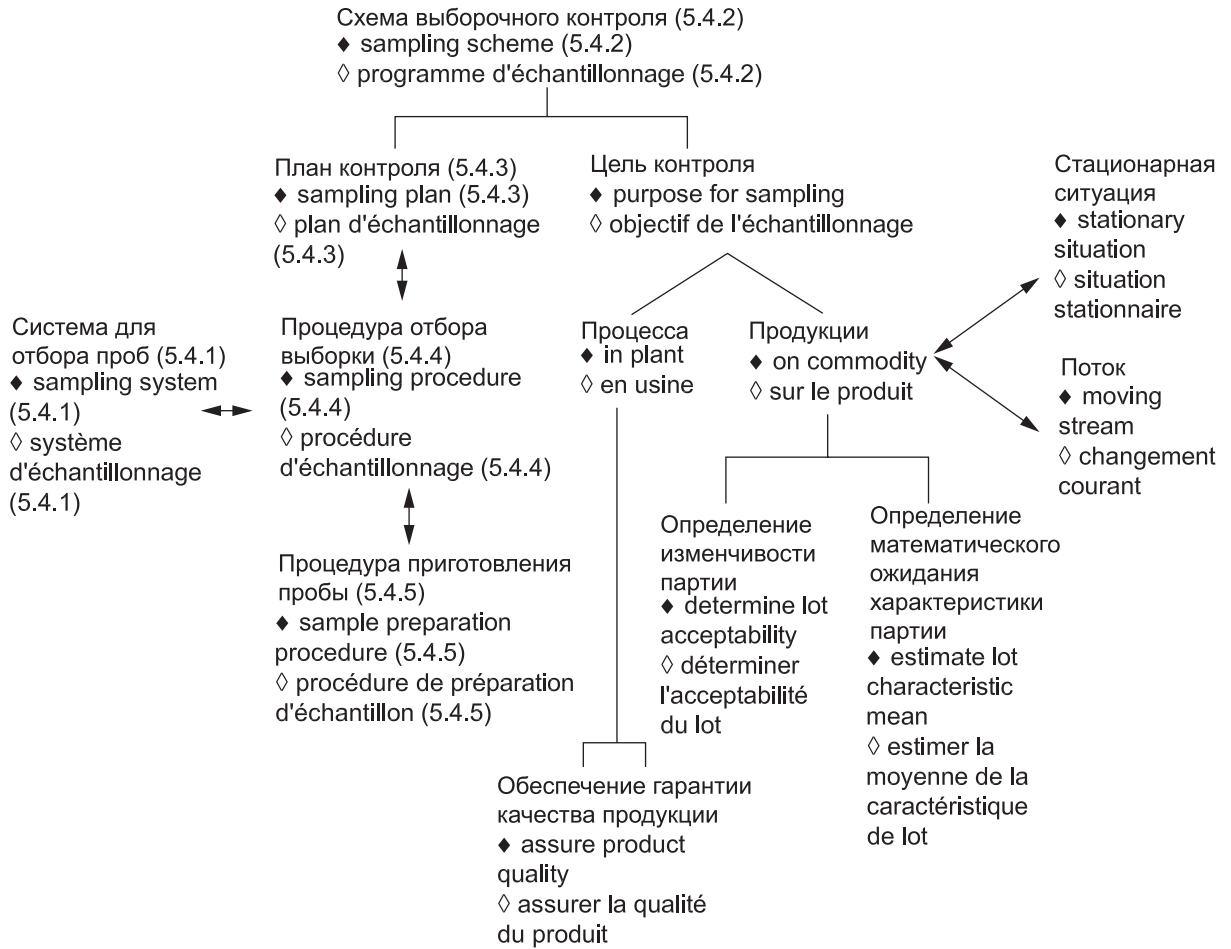 Схема выборочного контроля (5.4.2)
♦ sampling scheme (5.4.2)
◊ programme d'échantillonnage (5.4.2)
План контроля (5.4.3)
♦ sampling plan (5.4.3)
◊ plan d'échantillonnage
(5.4.3)
Цель контроля
♦ purpose for sampling
◊ objectif de l'échantillonnage
Стационарная
ситуация
♦ stationary
situation
◊ situation
stationnaire
Система для
отбора проб (5.4.1)
♦ sampling system
(5.4.1)
◊ système
d'échantillonnage
(5.4.1)
Процедура отбора
выборки (5.4.4)
♦ sampling procedure
(5.4.4)
◊ procédure
d'échantillonnage (5.4.4)
Процесса
♦ in plant
◊ en usine
Продукции
♦ on commodity
◊ sur le produit
Поток
♦ moving
stream
◊ changement
courant
Процедура приготовления
пробы (5.4.5)
♦ sample preparation
procedure (5.4.5)
◊ procédure de préparation
d'échantillon (5.4.5)
Определение
изменчивости
партии
♦ determine lot
acceptability
◊ déterminer
l'acceptabilité
du lot
Определение
математического
ожидания
характеристики
партии
♦ estimate lot
characteristic
mean
◊ estimer la
moyenne de la
caractéristique
de lot
Обеспечение гарантии
качества продукции
♦ assure product
quality
◊ assurer la qualité
du produit